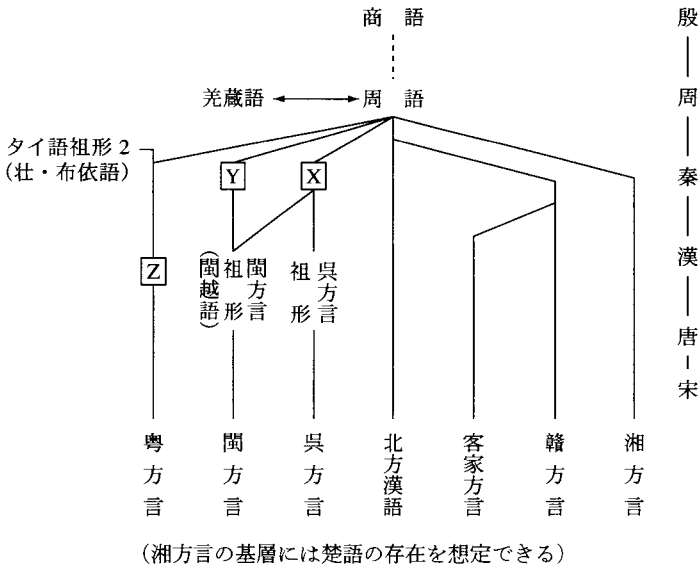 商語
殷
周
秦
漢
唐
宋
羌蔵語
周語
タイ語祖形2
(壮・布依語)
Y
X
Z
閩方言
祖形
(閩越語)
呉方言
祖形
粤方言
閩方言
呉方言
北方漢語
客家方言
贛方言
湘方言
(湘方言の基層には楚語の存在を想定できる)